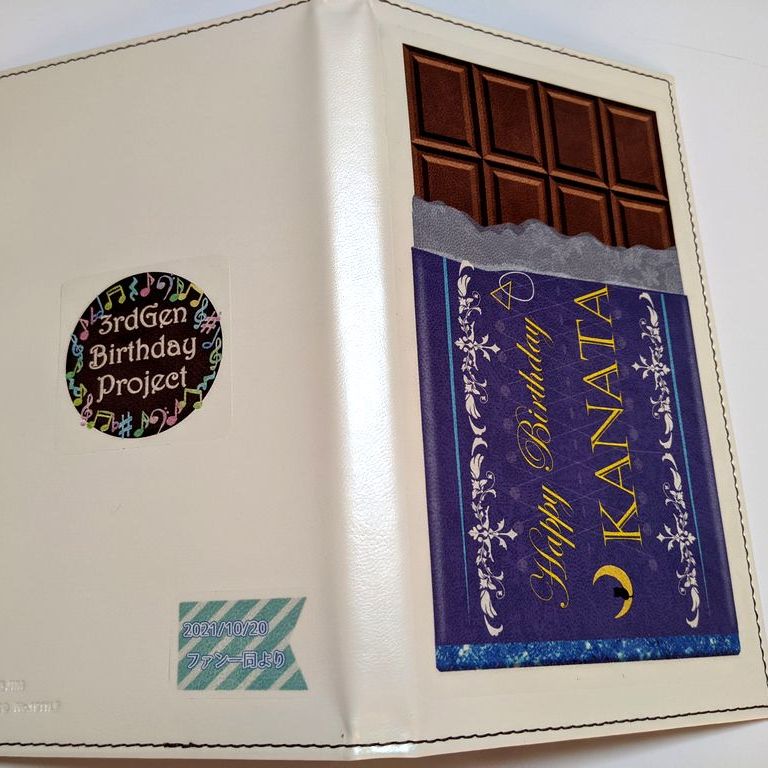 3rdGen
Birthday
Project
2021/10/20
ファン一同より
Happy Birthday
KANATA